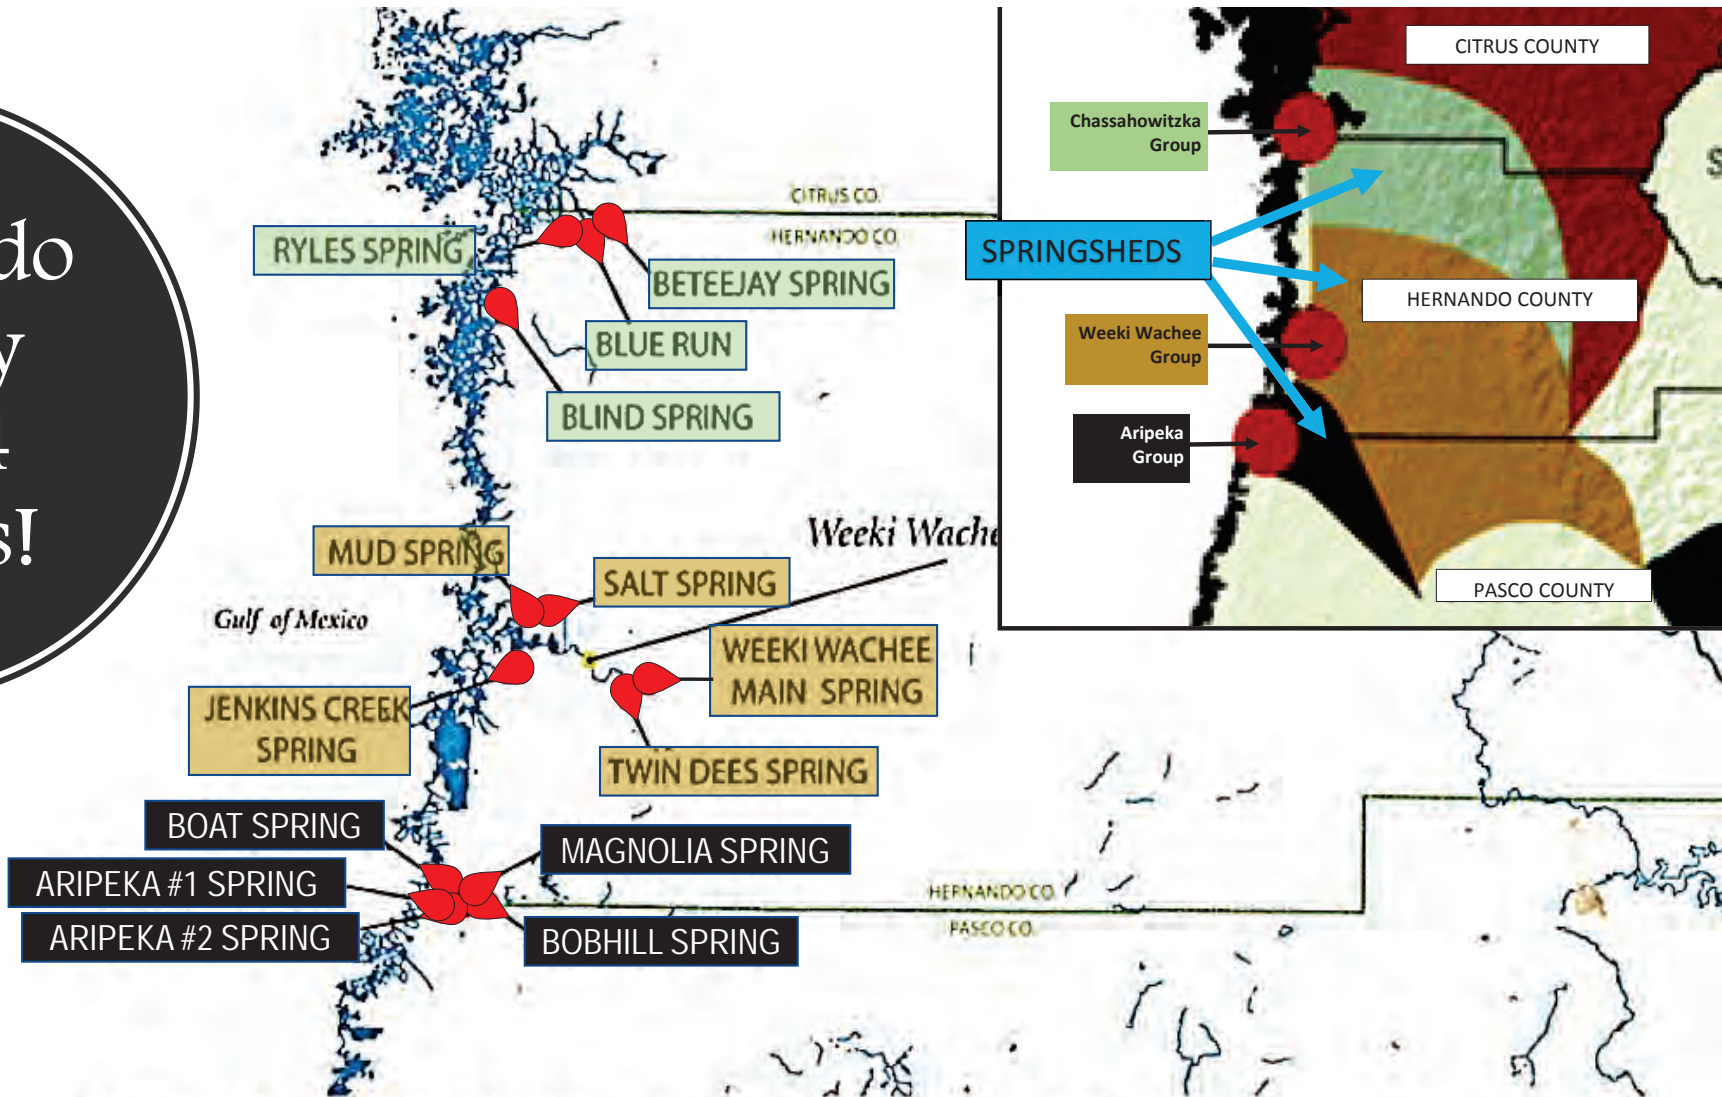 do
y
s!
CITRUS CO.
HERNANDO CO.
RYLES SPRING
BETEEJAY SPRING
BLUE RUN
BLIND SPRING
MUD SPRING
SALT SPRING
Weeki Wache
Gulf of Mexico
WEEKI WACHEE
MAIN SPRING
JENKINS CREEK
SPRING
TWIN DEES SPRING
BOAT SPRING
MAGNOLIA SPRING
ARIPEKA #1 SPRING
ARIPEKA #2 SPRING
BOBHILL SPRING
HERNANDO CO.
PASCO CO.
CITRUS COUNTY
Chassahowitzka
Group
S
SPRINGSHEDS
HERNANDO COUNTY
Weeki Wachee
Group
Aripeka
Group
PASCO COUNTY